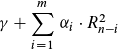 γ + ∑_{i=1}^{m} α_i · R_{n−i}^2